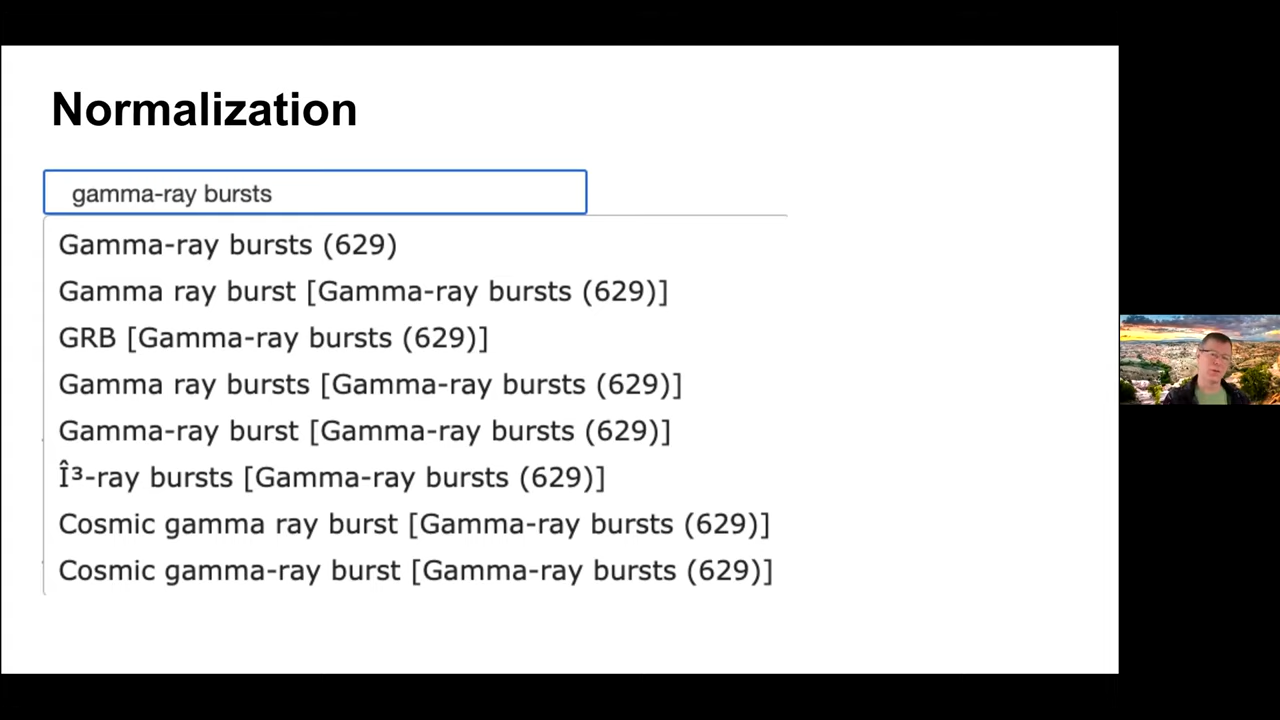 Normalization
gamma-ray bursts
Gamma-ray bursts (629)
Gamma ray burst [Gamma-ray bursts (629)]
GRB [Gamma-ray bursts (629)]
Gamma ray bursts [Gamma-ray bursts (629)]
Gamma-ray burst [Gamma-ray bursts (629)]
Î³-ray bursts [Gamma-ray bursts (629)]
Cosmic gamma ray burst [Gamma-ray bursts (629)]
Cosmic gamma-ray burst [Gamma-ray bursts (629)]